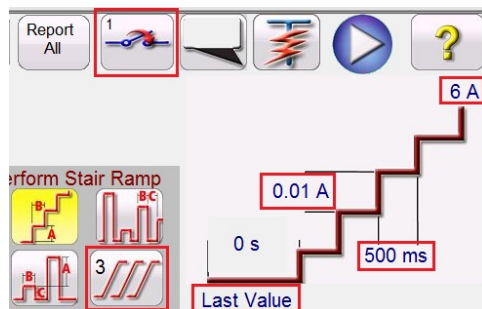 Report
All
1
?
6 A
erform Stair Ramp
B
A
B C
0.01 A
0 s
500 ms
B
C
A
3
Last Value